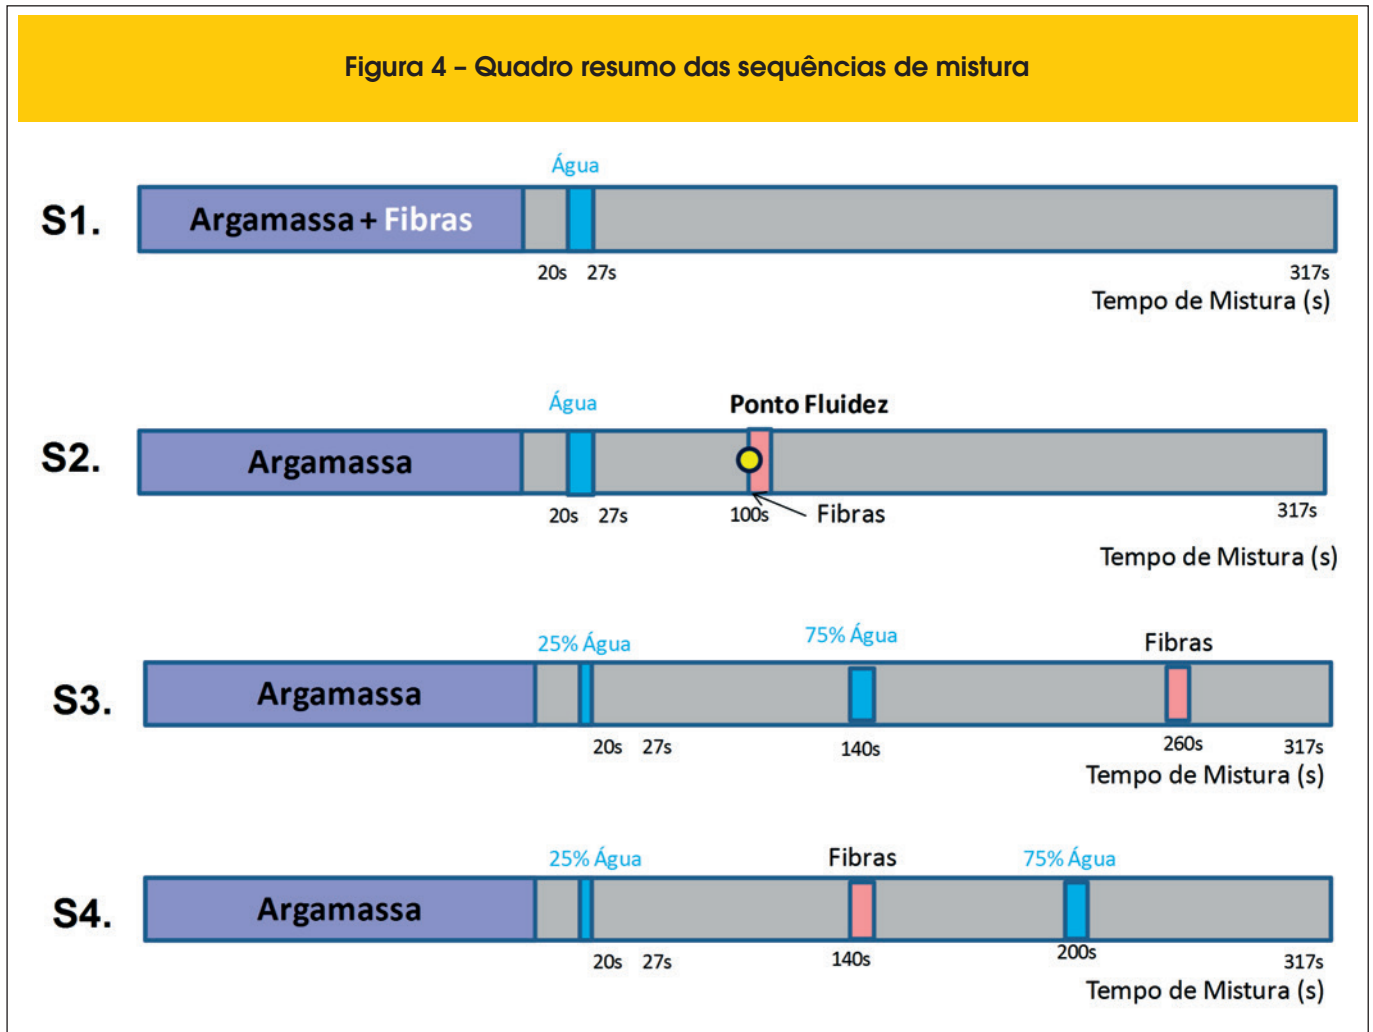 Figura 4 – Quadro resumo das sequências de mistura
Água
S1. Argamassa + Fibras
20s 27s 317s
Tempo de Mistura (s)
Água Ponto Fluidez
S2. Argamassa
20s 27s 100s Fibras 317s
Tempo de Mistura (s)
25% Água 75% Água Fibras
S3. Argamassa
20s 27s 140s 260s 317s
Tempo de Mistura (s)
25% Água Fibras 75% Água
S4. Argamassa
20s 27s 140s 200s 317s
Tempo de Mistura (s)